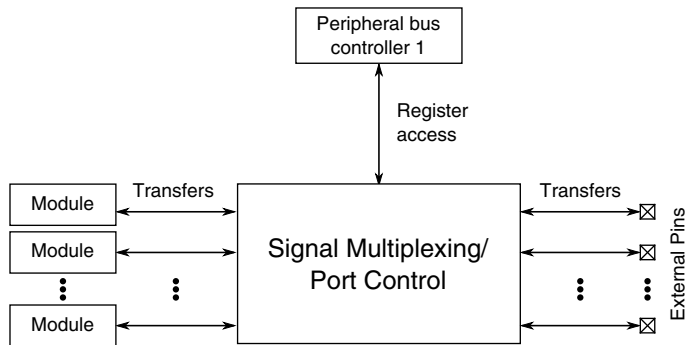 Peripheral bus
controller 1
Register
access
Transfers
Transfers
Module
Module
Module
Signal Multiplexing/
Port Control
External Pins